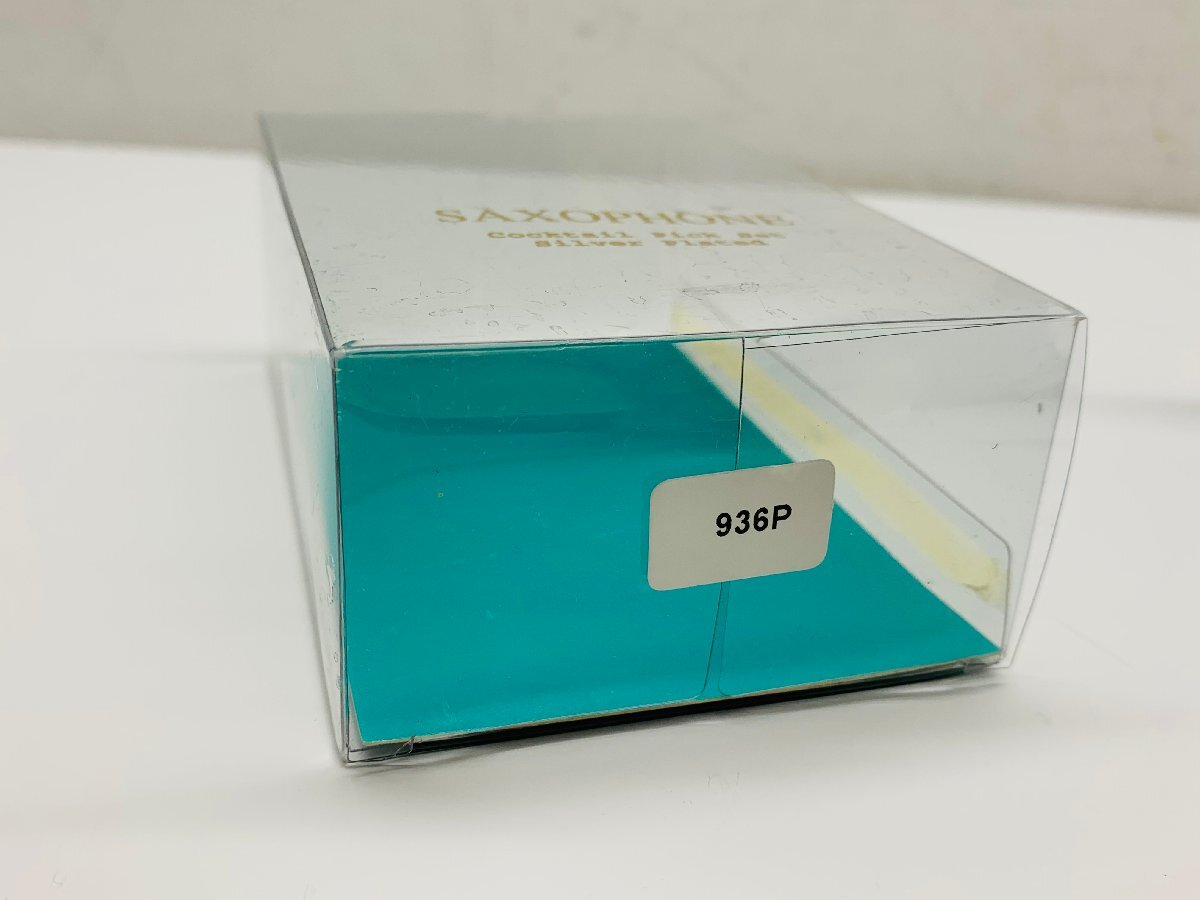 SAXOPHONE
Cocktail Pick Set
Silver Plated
936P